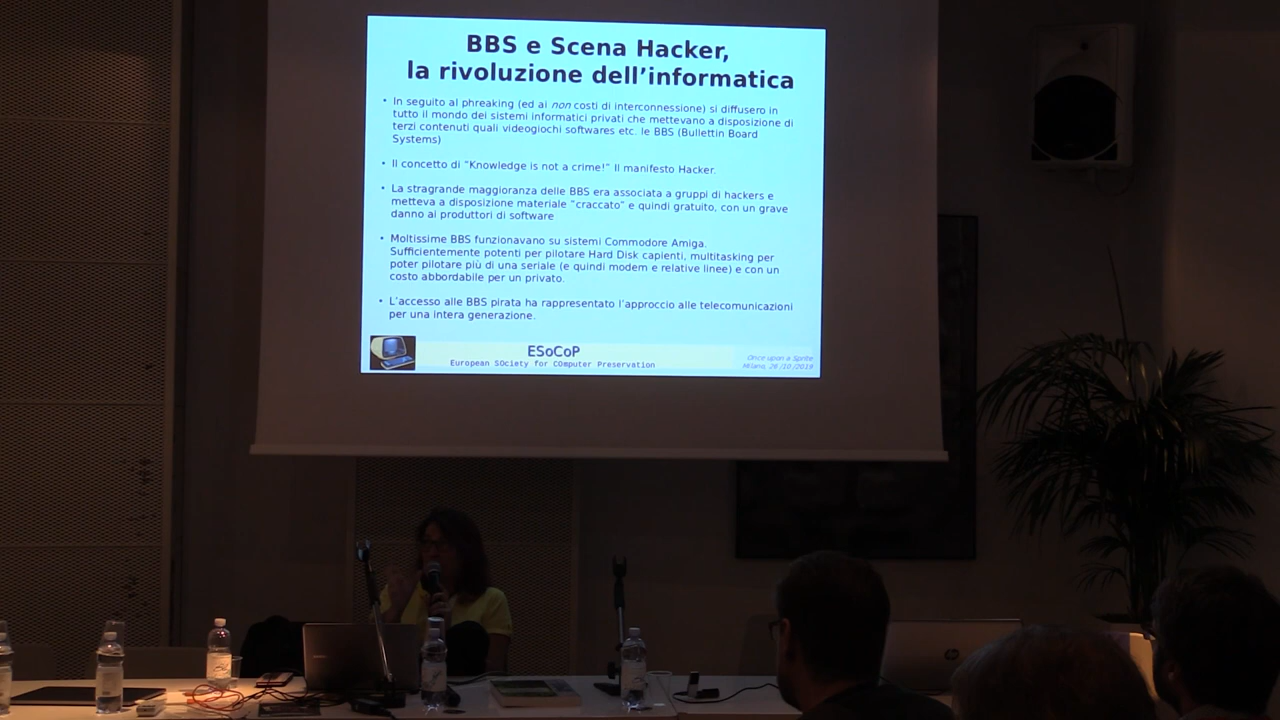 BBS e Scena Hacker,
la rivoluzione dell'informatica
• In seguito al phreaking (ed ai non costi di interconnessione) si diffusero in
tutto il mondo dei sistemi informatici privati che mettevano a disposizione di
terzi contenuti quali videogiochi softwares etc. le BBS (Bullettin Board
Systems)
• Il concetto di "Knowledge is not a crime!" Il manifesto Hacker.
• La stragrande maggioranza delle BBS era associata a gruppi di hackers e
metteva a disposizione materiale "craccato" e quindi gratuito, con un grave
danno ai produttori di software
• Moltissime BBS funzionavano su sistemi Commodore Amiga.
Sufficientemente potenti per pilotare Hard Disk capienti, multitasking per
poter pilotare più di una seriale (e quindi modem e relative linee) e con un
costo abbordabile per un privato.
• L'accesso alle BBS pirata ha rappresentato l'approccio alle telecomunicazioni
per una intera generazione.
ESoCoP
European SOciety for COmputer Preservation
Once upon a Sprite
Milano, 26 /10 /2019
hp